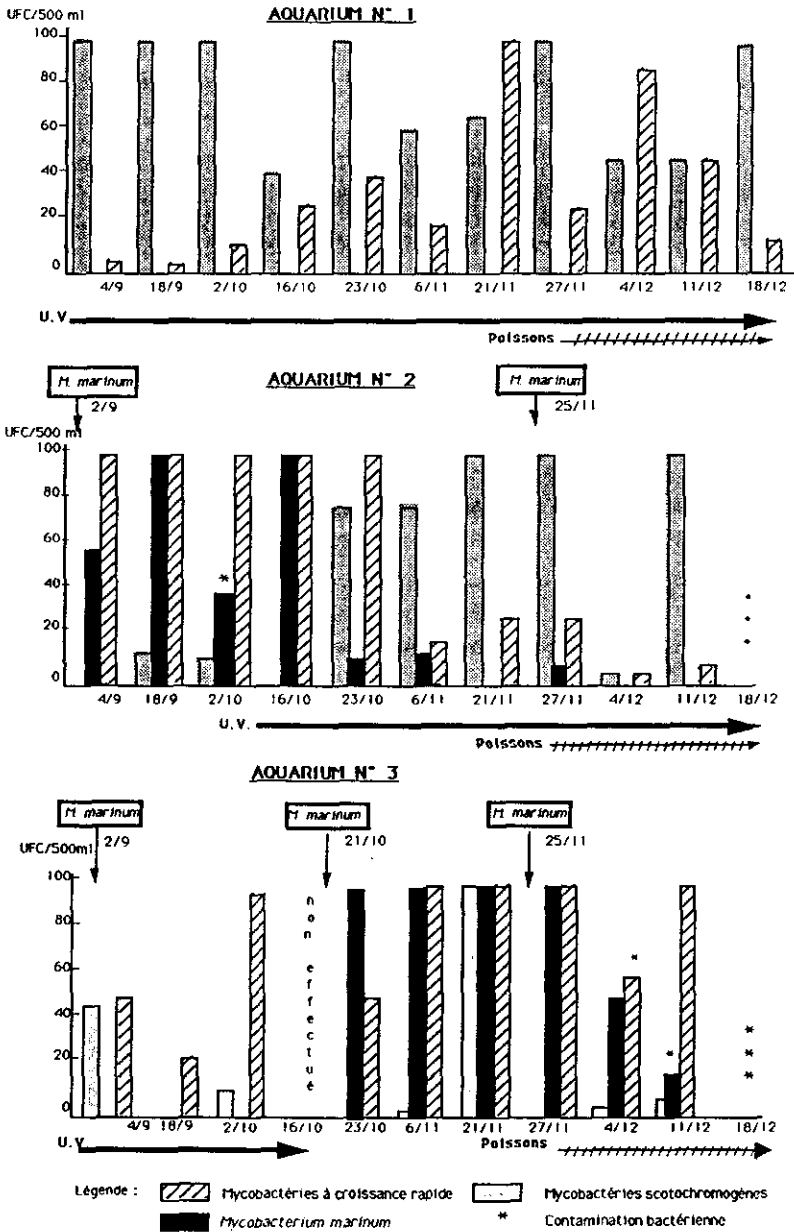 AQUARIUM N° 1
UFC/500 ml
100
80
60
40
20
0
4/9 18/9 2/10 16/10 23/10 6/11 21/11 27/11 4/12 11/12 18/12
U.V
Poissons
AQUARIUM N° 2
M. marinum
2/9
M. marinum
25/11
UFC/500 ml
100
80
60
40
20
0
*
4/9 18/9 2/10 16/10 23/10 6/11 21/11 27/11 4/12 11/12 18/12
U.V.
Poissons
AQUARIUM N° 3
M. marinum
2/9
M. marinum
21/10
M. marinum
25/11
UFC/500ml
100
80
60
40
20
0
non effectué
* * * * *
4/9 18/9 2/10 16/10 23/10 6/11 21/11 27/11 4/12 11/12 18/12
U.V
Poissons
Légende :
Mycobactéries à croissance rapide
Mycobactéries scotochromogènes
Mycobacterium marinum
* Contamination bactérienne